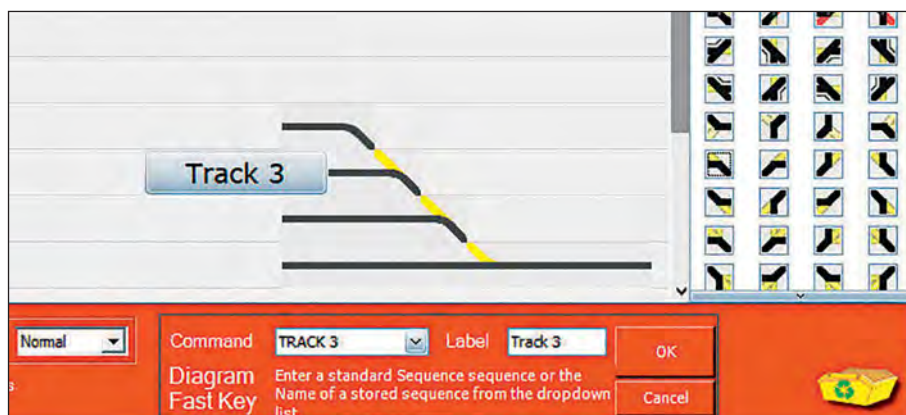 Track 3
Normal
Command
TRACK 3
Label
Track 3
OK
Diagram
Fast Key
Enter a standard Sequence sequence or the
Name of a stored sequence from the dropdown
list
Cancel
s